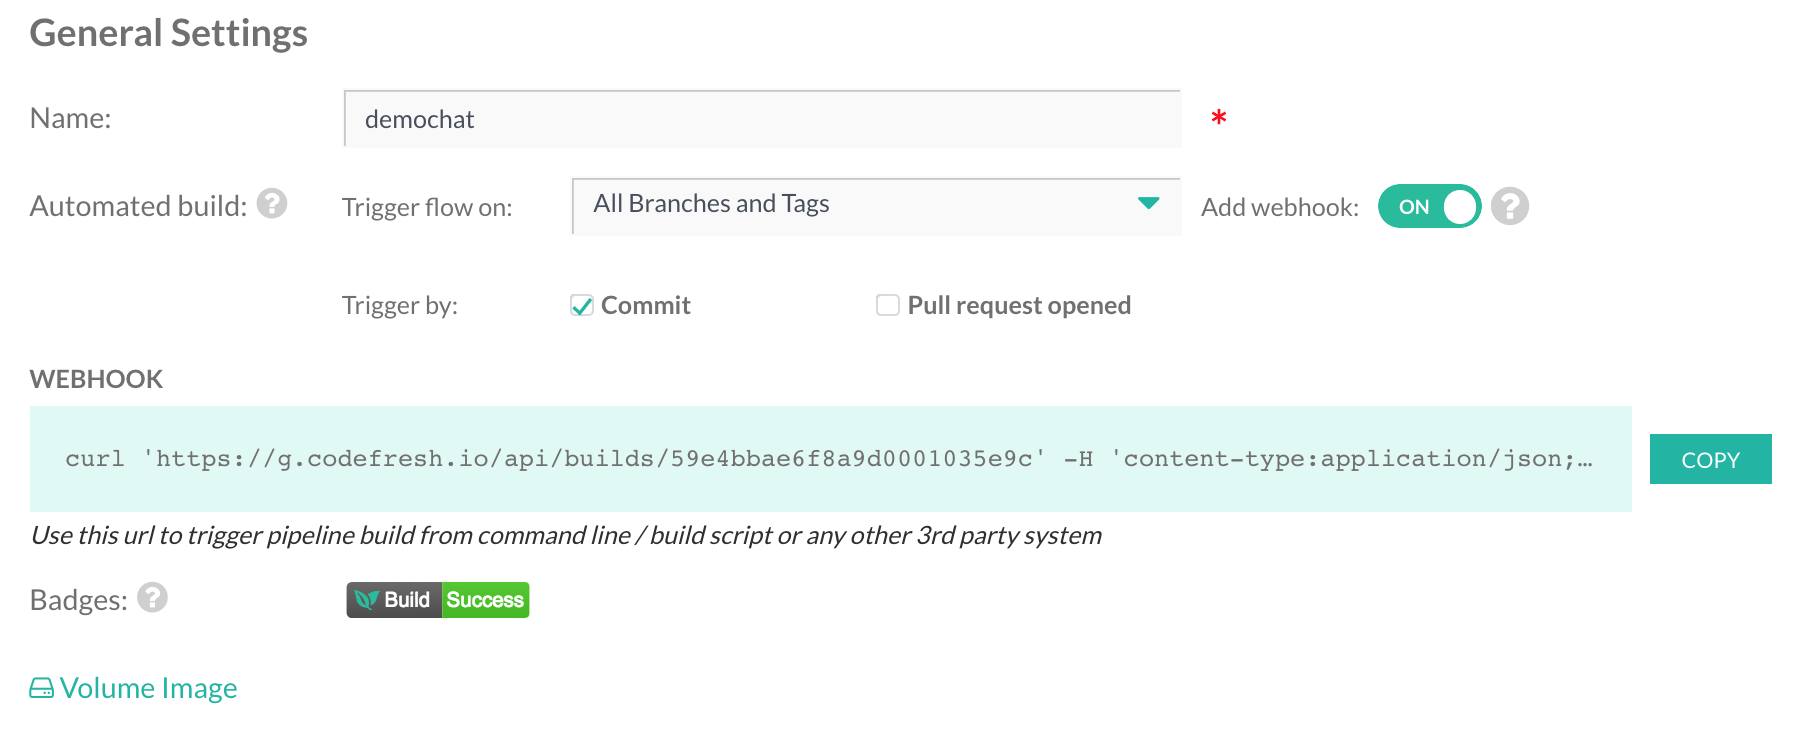 General Settings
Name: demochat *
Automated build: ? Trigger flow on: All Branches and Tags Add webhook: ON ?
Trigger by: Commit Pull request opened
WEBHOOK
curl 'https://g.codefresh.io/api/builds/59e4bbae6f8a9d0001035e9c' -H 'content-type:application/json;…
COPY
Use this url to trigger pipeline build from command line / build script or any other 3rd party system
Badges: ? Build Success
Volume Image